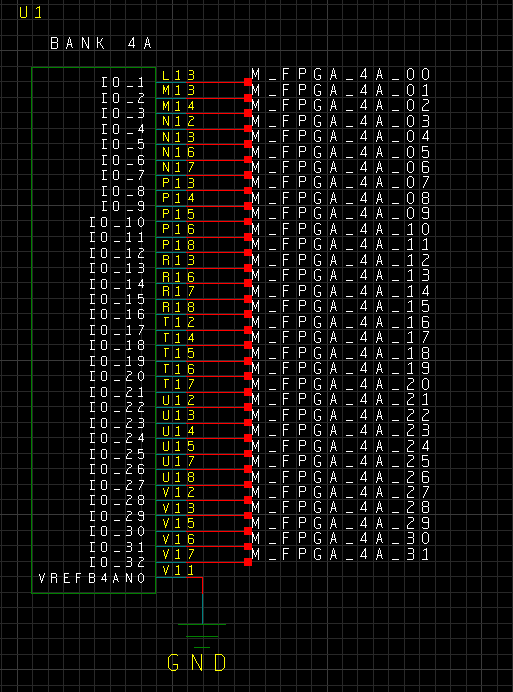 U1
BANK 4A
IO_1 L13 M_FPGA_4A_00
IO_2 M13 M_FPGA_4A_01
IO_3 M14 M_FPGA_4A_02
IO_4 N12 M_FPGA_4A_03
IO_5 N13 M_FPGA_4A_04
IO_6 N16 M_FPGA_4A_05
IO_7 N17 M_FPGA_4A_06
IO_8 P13 M_FPGA_4A_07
IO_9 P14 M_FPGA_4A_08
IO_10 P15 M_FPGA_4A_09
IO_11 P16 M_FPGA_4A_10
IO_12 P18 M_FPGA_4A_11
IO_13 R13 M_FPGA_4A_12
IO_14 R16 M_FPGA_4A_13
IO_15 R17 M_FPGA_4A_14
IO_16 R18 M_FPGA_4A_15
IO_17 T12 M_FPGA_4A_16
IO_18 T14 M_FPGA_4A_17
IO_19 T15 M_FPGA_4A_18
IO_20 T16 M_FPGA_4A_19
IO_21 T17 M_FPGA_4A_20
IO_22 U12 M_FPGA_4A_21
IO_23 U13 M_FPGA_4A_22
IO_24 U14 M_FPGA_4A_23
IO_25 U15 M_FPGA_4A_24
IO_26 U17 M_FPGA_4A_25
IO_27 U18 M_FPGA_4A_26
IO_28 V12 M_FPGA_4A_27
IO_29 V13 M_FPGA_4A_28
IO_30 V15 M_FPGA_4A_29
IO_31 V16 M_FPGA_4A_30
IO_32 V17 M_FPGA_4A_31
VREFB4AN0 V11
GND